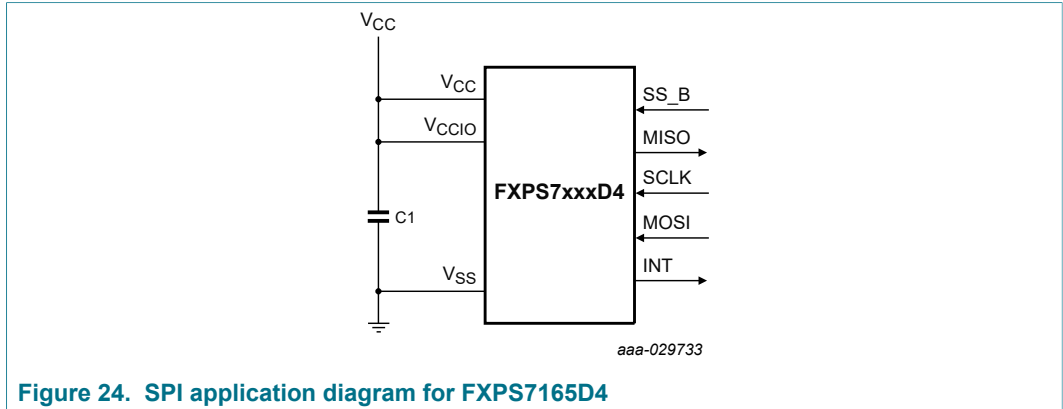 VCC
VCC
VCCIO
C1
VSS
FXPS7xxxD4
SS_B
MISO
SCLK
MOSI
INT
aaa-029733
Figure 24. SPI application diagram for FXPS7165D4